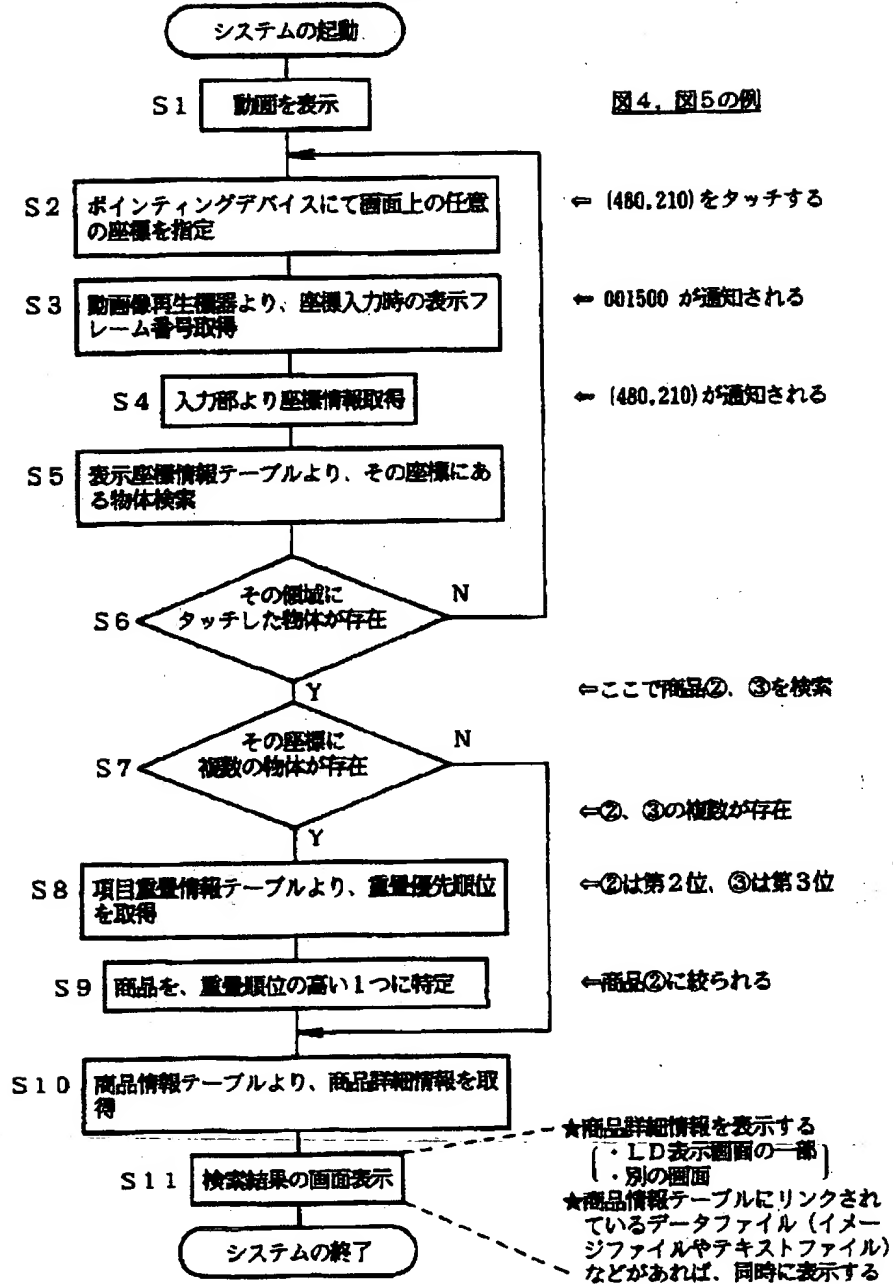 システムの起動
S1 動画を表示
図4, 図5の例
S2 ポインティングデバイスにて画面上の任意
の座標を指定
⇐ (480.210)をタッチする
S3 動画像再生機器より、座標入力時の表示フ
レーム番号取得
⇐ 001500 が通知される
S4 入力部より座標情報取得
⇐ (480.210)が通知される
S5 表示座標情報テーブルより、その座標にあ
る物体検索
S6 その領域に
タッチした物体が存在
N
Y
⇐ここで商品②、③を検索
S7 その座標に
複数の物体が存在
N
⇐②、③の複数が存在
Y
S8 項目重畳情報テーブルより、重畳優先順位
を取得
⇐②は第2位、③は第3位
S9 商品を、重畳順位の高い1つに特定
⇐商品②に絞られる
S10 商品情報テーブルより、商品詳細情報を取
得
S11 検索結果の画面表示
★商品詳細情報を表示する
・LD表示画面の一部
・別の画面
★商品情報テーブルにリンクされ
ているデータファイル(イメー
ジファイルやテキストファイル)
などがあれば、同時に表示する
システムの終了